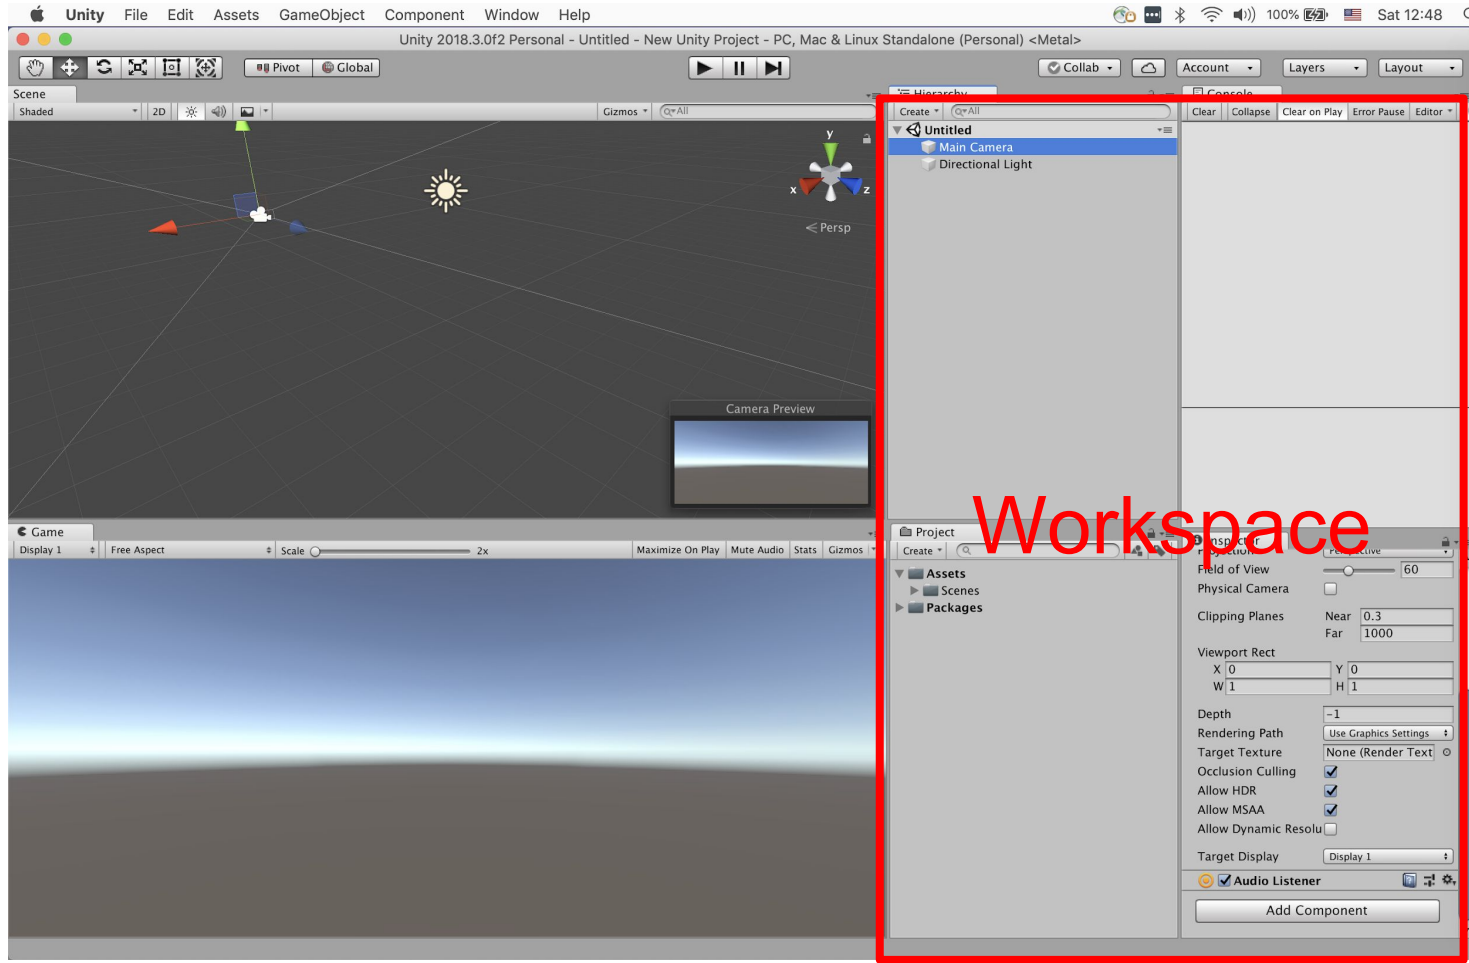 Unity File Edit Assets GameObject Component Window Help 100% Sat 12:48
Unity 2018.3.0f2 Personal - Untitled - New Unity Project - PC, Mac & Linux Standalone (Personal) <Metal>
Pivot Global Collab Account Layers Layout
Scene
Shaded 2D Gizmos All
y
x z
Persp
Camera Preview
Hierarchy
Create All
Untitled
Main Camera
Directional Light
Console
Clear Collapse Clear on Play Error Pause Editor
Workspace
Game
Display 1 Free Aspect Scale 2x Maximize On Play Mute Audio Stats Gizmos
Project
Create
Assets
Scenes
Packages
Inspector
Projection Perspective
Field of View 60
Physical Camera
Clipping Planes Near 0.3
Far 1000
Viewport Rect
X 0 Y 0
W 1 H 1
Depth -1
Rendering Path Use Graphics Settings
Target Texture None (Render Text
Occlusion Culling
Allow HDR
Allow MSAA
Allow Dynamic Resolu
Target Display Display 1
Audio Listener
Add Component